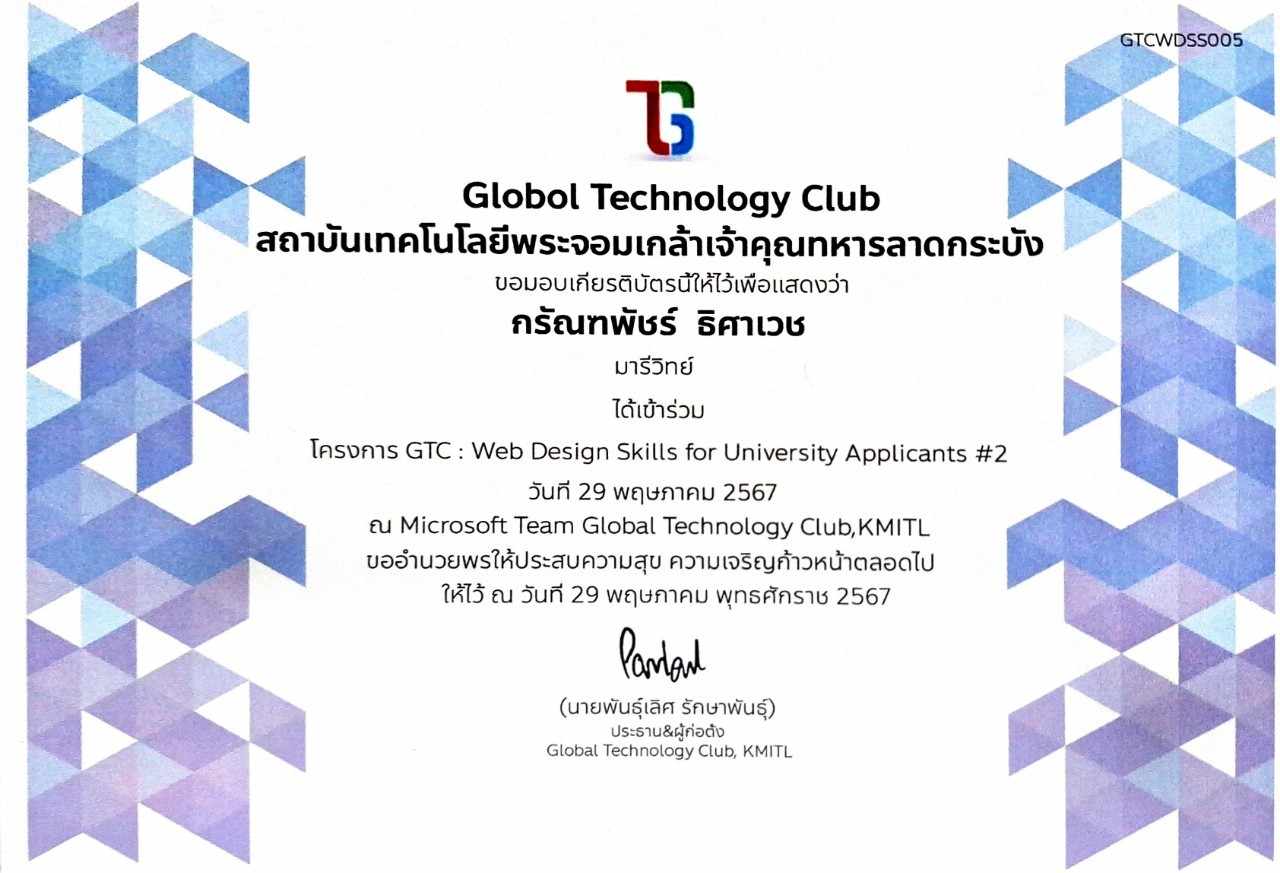 GTCWDSS005
TG
Globol Technology Club
สถาบันเทคโนโลยีพระจอมเกล้าเจ้าคุณทหารลาดกระบัง
ขอมอบเกียรติบัตรนี้ให้ไว้เพื่อแสดงว่า
กรัณฑพัชร์ ธิศาเวช
มารีวิทย์
ได้เข้าร่วม
โครงการ GTC : Web Design Skills for University Applicants #2
วันที่ 29 พฤษภาคม 2567
ณ Microsoft Team Global Technology Club,KMITL
ขออำนวยพรให้ประสบความสุข ความเจริญก้าวหน้าตลอดไป
ให้ไว้ ณ วันที่ 29 พฤษภาคม พุทธศักราช 2567
(นายพันธุ์เลิศ รักษาพันธุ์)
ประธาน&ผู้ก่อตั้ง
Global Technology Club, KMITL